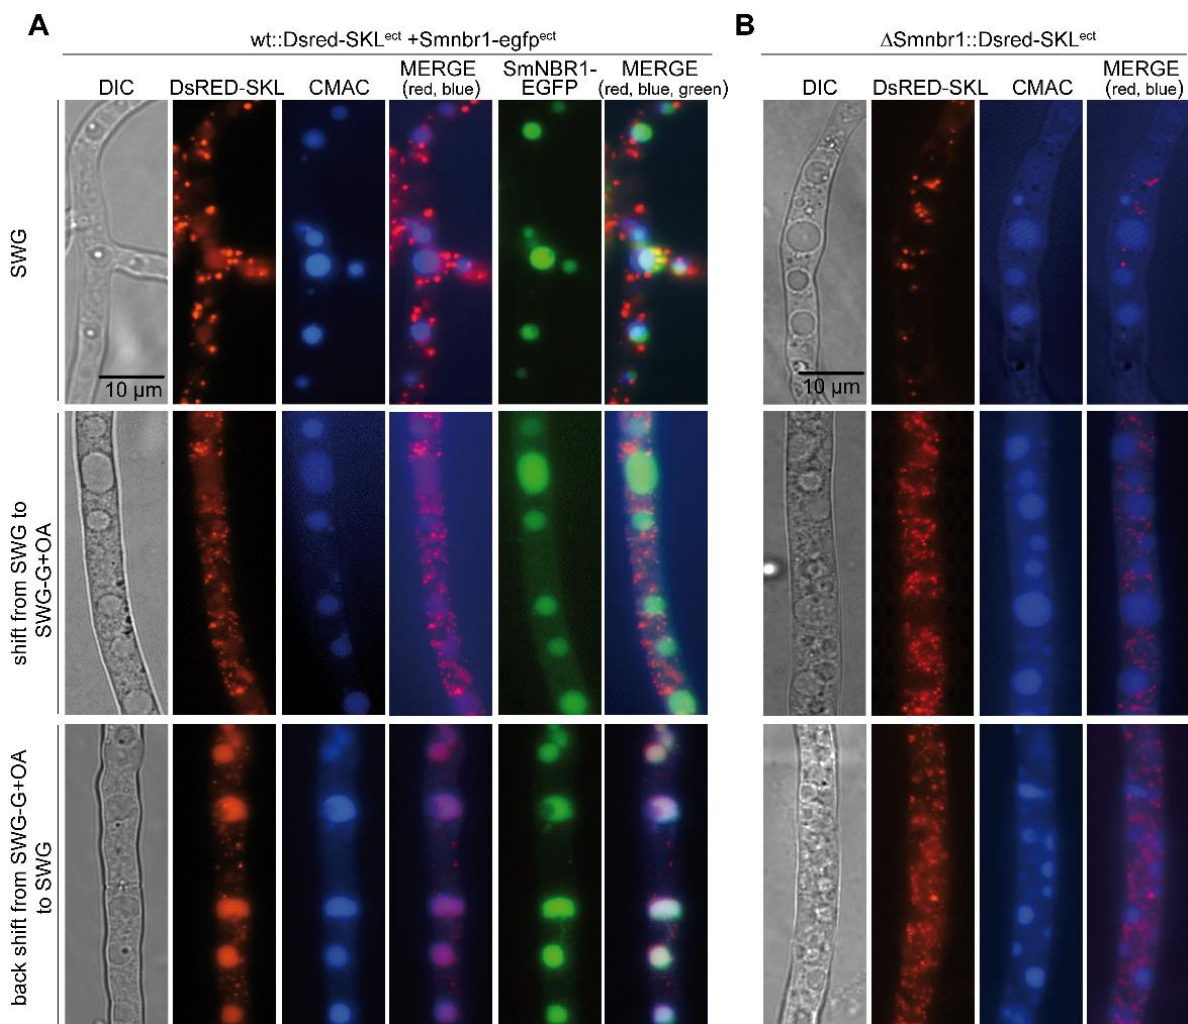 A
wt::Dsred-SKLᵉᶜᵗ +Smnbr1-egfpᵉᶜᵗ
DIC
DsRED-SKL
CMAC
MERGE
(red, blue)
SmNBR1-
EGFP
MERGE
(red, blue, green)
B
ΔSmnbr1::Dsred-SKLᵉᶜᵗ
DIC
DsRED-SKL
CMAC
MERGE
(red, blue)
SWG
10 µm
10 µm
shift from SWG to
SWG-G+OA
back shift from SWG-G+OA
to SWG